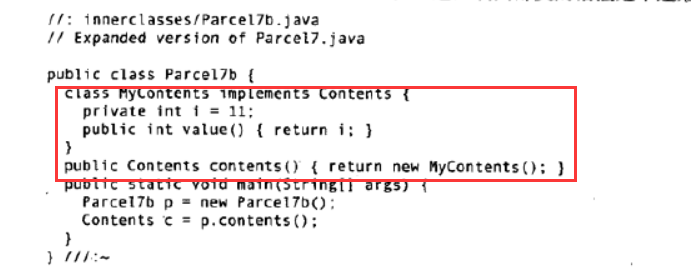 //: innerclasses/Parcel7b.java
// Expanded version of Parcel7.java
public class Parcel7b {
class MyContents implements Contents {
private int i = 11;
public int value() { return i; }
}
public Contents contents() { return new MyContents(); }
public static void main(String[] args) {
Parcel7b p = new Parcel7b();
Contents c = p.contents();
}
} ///:~